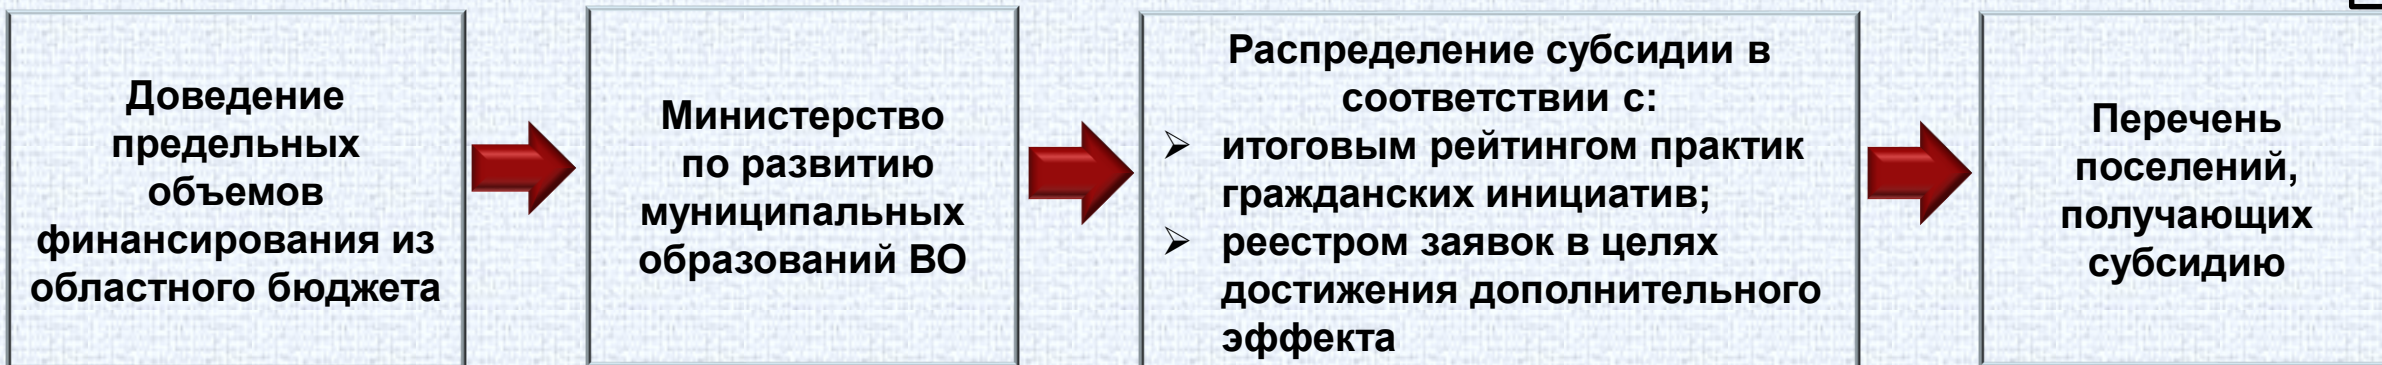 Доведение
предельных
объемов
финансирования из
областного бюджета
Министерство
по развитию
муниципальных
образований ВО
Распределение субсидии в
соответствии с:
➢ итоговым рейтингом практик
гражданских инициатив;
➢ реестром заявок в целях
достижения дополнительного
эффекта
Перечень
поселений,
получающих
субсидию